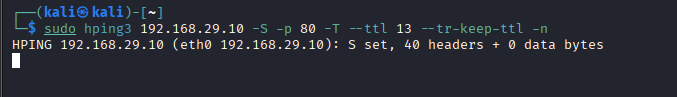 ┌──(kali㉿kali)-[~]
└─$ sudo hping3 192.168.29.10 -S -p 80 -T --ttl 13 --tr-keep-ttl -n
HPING 192.168.29.10 (eth0 192.168.29.10): S set, 40 headers + 0 data bytes